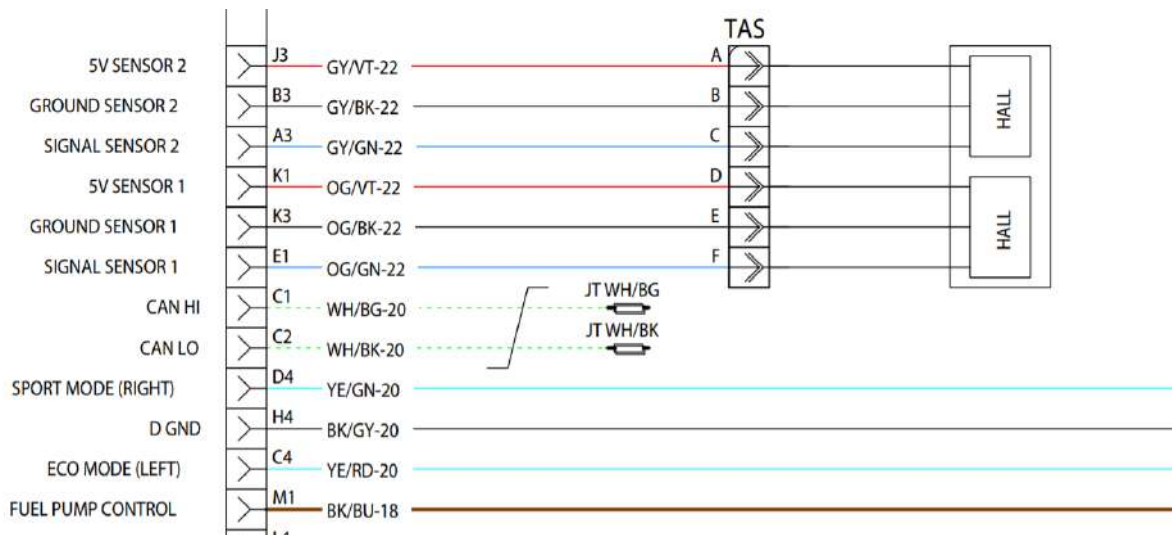 TAS
5V SENSOR 2 J3 GY/VT-22 A
GROUND SENSOR 2 B3 GY/BK-22 B
SIGNAL SENSOR 2 A3 GY/GN-22 C
HALL
5V SENSOR 1 K1 OG/VT-22 D
GROUND SENSOR 1 K3 OG/BK-22 E
SIGNAL SENSOR 1 E1 OG/GN-22 F
HALL
CAN HI C1 WH/BG-20 JT WH/BG
CAN LO C2 WH/BK-20 JT WH/BK
SPORT MODE (RIGHT) D4 YE/GN-20
D GND H4 BK/GY-20
ECO MODE (LEFT) C4 YE/RD-20
FUEL PUMP CONTROL M1 BK/BU-18